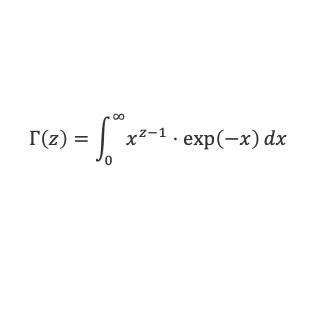 Γ(z) = ∫₀^∞ x^{z−1} · exp(−x) dx